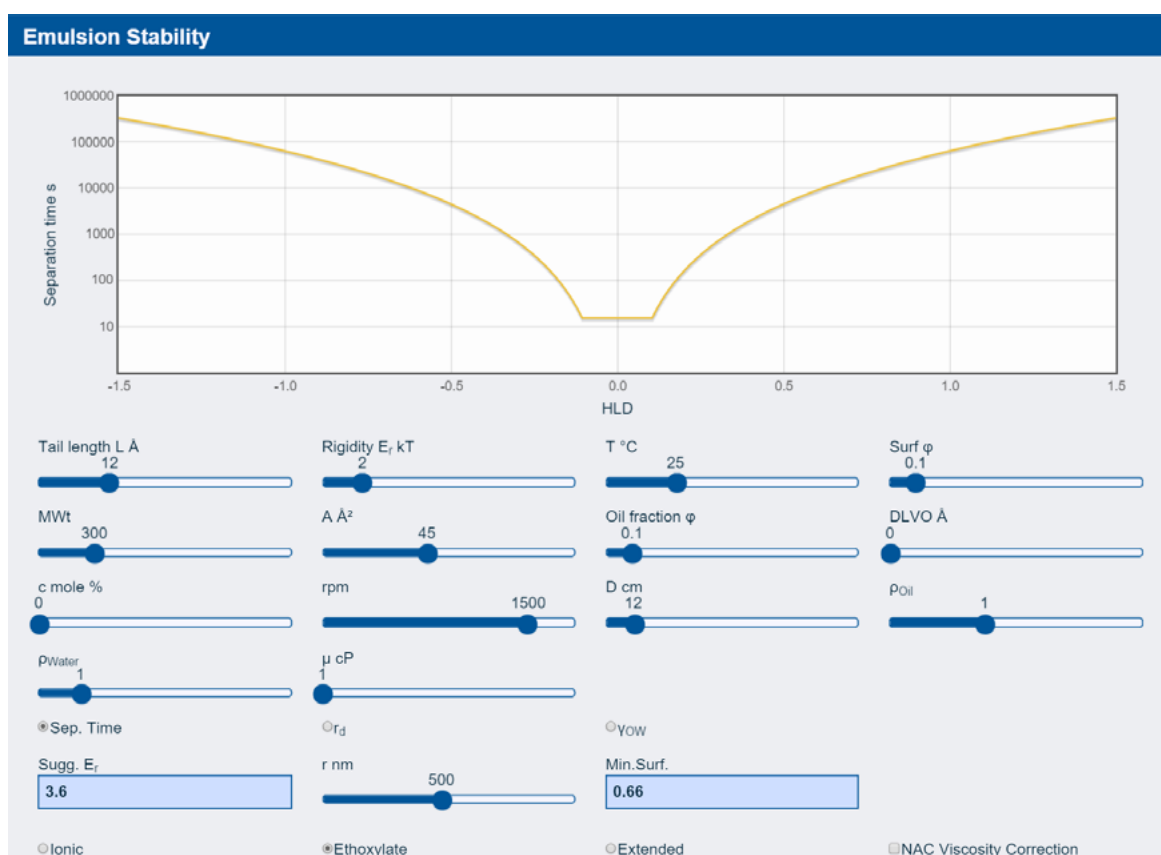 Emulsion Stability
1000000
100000
10000
1000
100
10
Separation time s
-1.5 -1.0 -0.5 0.0 0.5 1.0 1.5
HLD
Tail length L Å Rigidity Eᵣ kT T °C Surf φ
12 2 25 0.1
MWt A Å² Oil fraction φ DLVO Å
300 45 0.1 0
c mole % rpm D cm ρOil
0 1500 12 1
ρWater μ cP
1 1
Sep. Time rd γOW
Sugg. Eᵣ r nm Min.Surf.
3.6 500 0.66
Ionic Ethoxylate Extended NAC Viscosity Correction